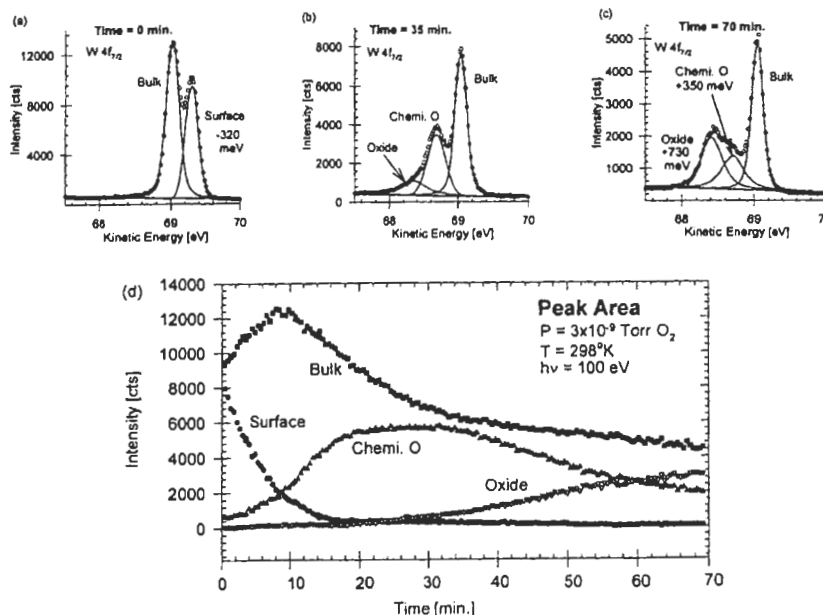 (a)
Time = 0 min.
W 4f7/2
Bulk
Surface
-320
meV
Intensity [cts]
12000
8000
4000
68
69
70
Kinetic Energy [eV]
(b)
Time = 35 min.
W 4f7/2
Bulk
Chemi. O
Oxide
Intensity [cts]
8000
6000
4000
2000
0
68
69
70
Kinetic Energy [eV]
(c)
Time = 70 min.
W 4f7/2
Chemi. O
+350 meV
Bulk
Oxide
+730
meV
Intensity [cts]
5000
4000
3000
2000
1000
68
69
Kinetic Energy [eV]
(d)
Peak Area
P = 3x10⁻⁹ Torr O₂
T = 298°K
hν = 100 eV
Bulk
Surface
Chemi. O
Oxide
Intensity [cts]
14000
12000
10000
8000
6000
4000
2000
0
0
10
20
30
40
50
60
70
Time [min.]